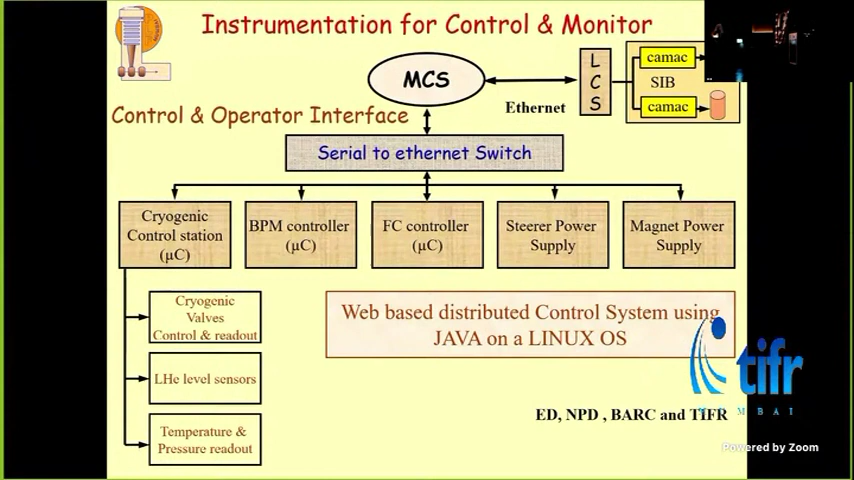 Instrumentation for Control & Monitor
MCS
L
C
S
camac
SIB
camac
Ethernet
Control & Operator Interface
Serial to ethernet Switch
Cryogenic
Control station
(µC)
BPM controller
(µC)
FC controller
(µC)
Steerer Power
Supply
Magnet Power
Supply
Cryogenic
Valves
Control & readout
LHe level sensors
Temperature &
Pressure readout
Web based distributed Control System using
JAVA on a LINUX OS
tifr
MUMBAI
ED, NPD , BARC and TIFR
Powered by Zoom